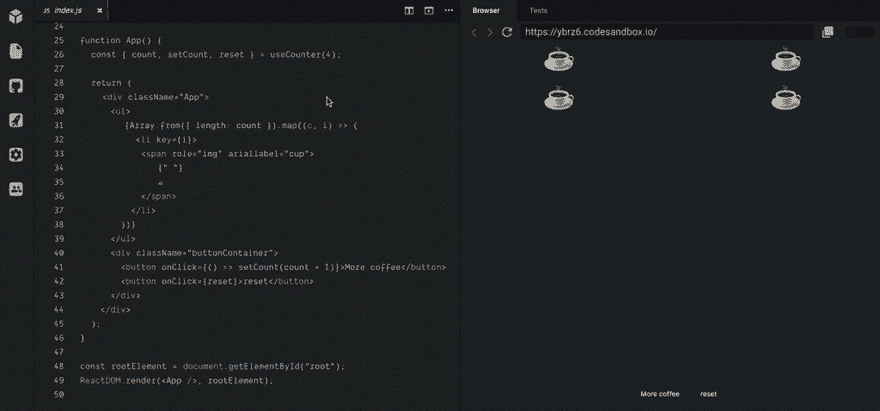 JS index.js ×
Browser Tests
https://ybrz6.codesandbox.io/
24
25 function App() {
26 const { count, setCount, reset } = useCounter(4);
27
28 return (
29 <div className="App">
30 <ul>
31 {Array.from({ length: count }).map((c, i) => (
32 <li key={i}>
33 <span role="img" ariallabel="cup">
34 {" "}
35 ☕
36 </span>
37 </li>
38 ))}
39 </ul>
40 <div className="buttonContainer">
41 <button onClick={() => setCount(count + 1)}>More coffee</button>
42 <button onClick={reset}>reset</button>
43 </div>
44 </div>
45 );
46 }
47
48 const rootElement = document.getElementById("root");
49 ReactDOM.render(<App />, rootElement);
50
More coffee reset